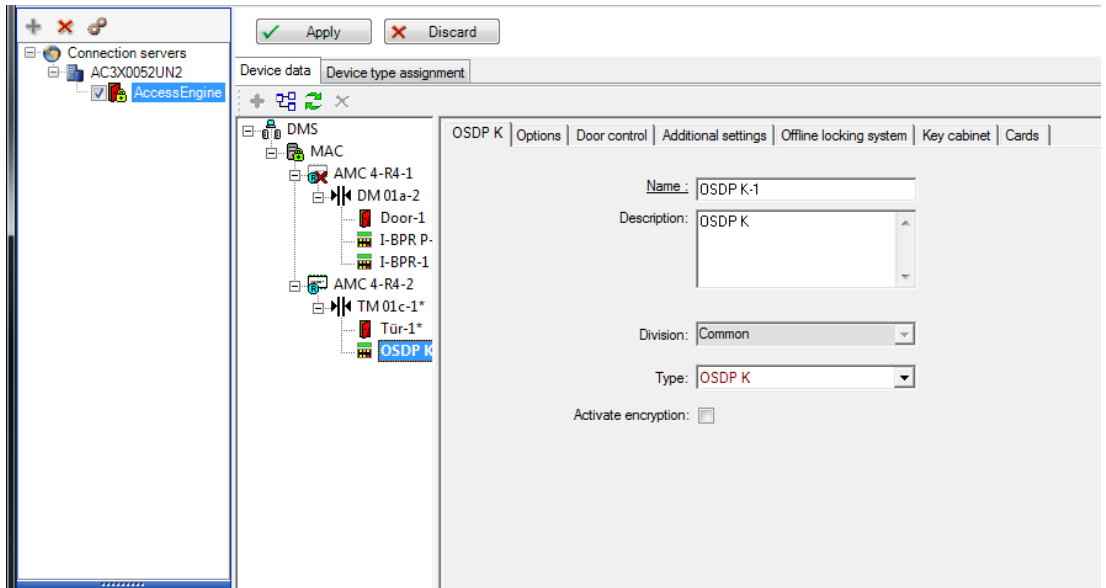 Apply Discard
Connection servers
AC3X0052UN2
AccessEngine
Device data Device type assignment
DMS
MAC
AMC 4-R4-1
DM 01a-2
Door-1
I-BPR P-
I-BPR-1
AMC 4-R4-2
TM 01c-1*
Tür-1*
OSDP K
OSDP K Options Door control Additional settings Offline locking system Key cabinet Cards
Name : OSDP K-1
Description: OSDP K
Division: Common
Type: OSDP K
Activate encryption: